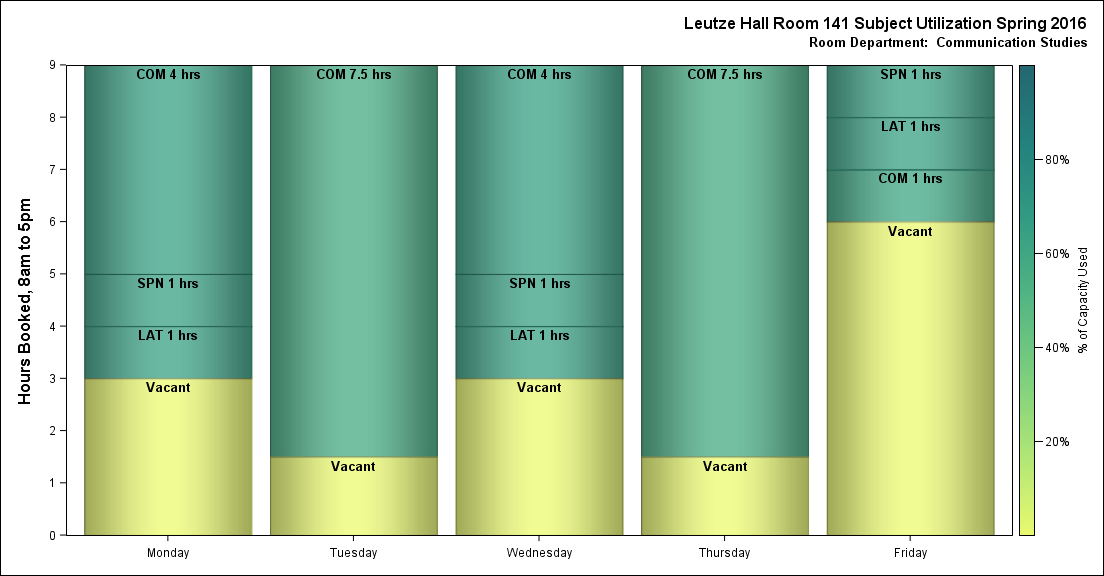 Leutze Hall Room 141 Subject Utilization Spring 2016
Room Department:  Communication Studies
Hours Booked, 8am to 5pm
9
8
7
6
5
4
3
2
1
0
COM 4 hrs
SPN 1 hrs
LAT 1 hrs
Vacant
Monday
COM 7.5 hrs
Vacant
Tuesday
COM 4 hrs
SPN 1 hrs
LAT 1 hrs
Vacant
Wednesday
COM 7.5 hrs
Vacant
Thursday
SPN 1 hrs
LAT 1 hrs
COM 1 hrs
Vacant
Friday
80%
60%
40%
20%
% of Capacity Used